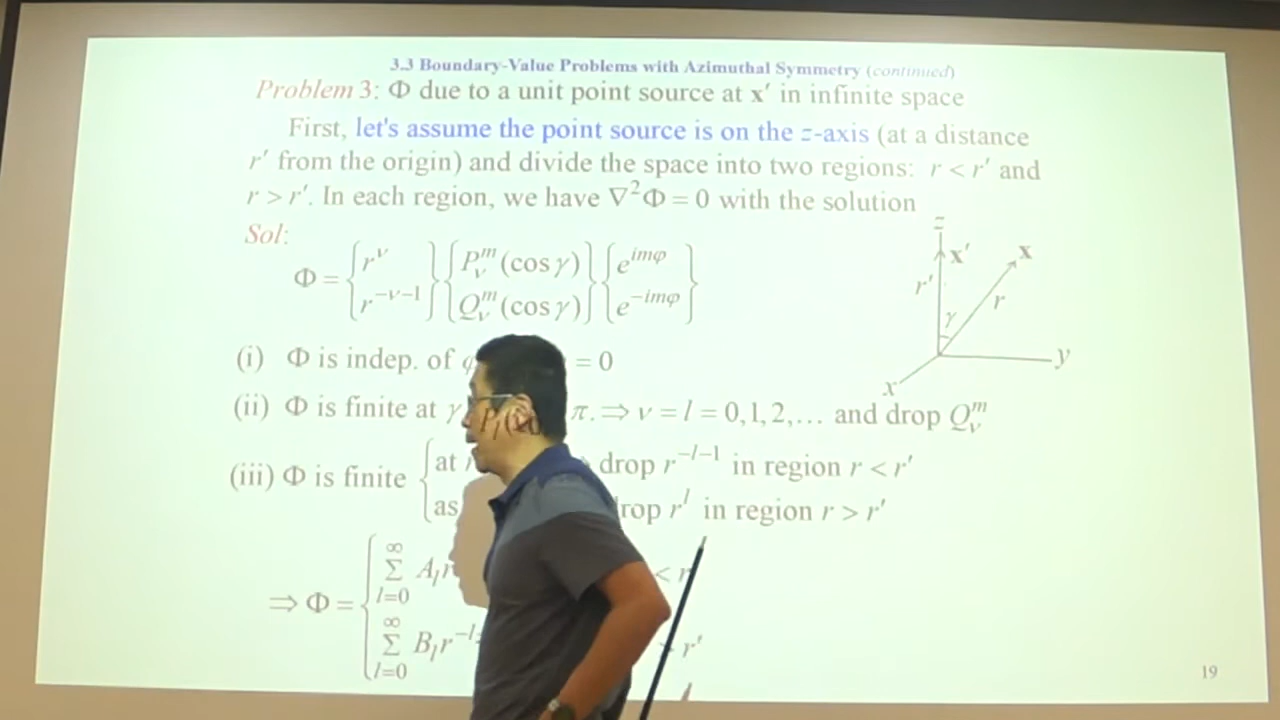 3.3 Boundary-Value Problems with Azimuthal Symmetry (continued)
Problem 3: Φ due to a unit point source at x′ in infinite space
First, let's assume the point source is on the z-axis (at a distance
r′ from the origin) and divide the space into two regions: r < r′ and
r > r′. In each region, we have ∇²Φ = 0 with the solution
Sol:
Φ = { r^ν r^{−ν−1} } { P_ν^m (cos γ) Q_ν^m (cos γ) } { e^{imφ} e^{−imφ} }
z
x′
x
r′
r
γ
y
x
(i) Φ is indep. of = 0
(ii) Φ is finite at γ π. ⇒ ν = l = 0, 1, 2, … and drop Q_ν^m
(iii) Φ is finite { at drop r^{−l−1} in region r < r′
as drop r^l in region r > r′
⇒ Φ = { ∑_{l=0}^{∞} A_l r < r
∑_{l=0}^{∞} B_l r^{−l} r′
19